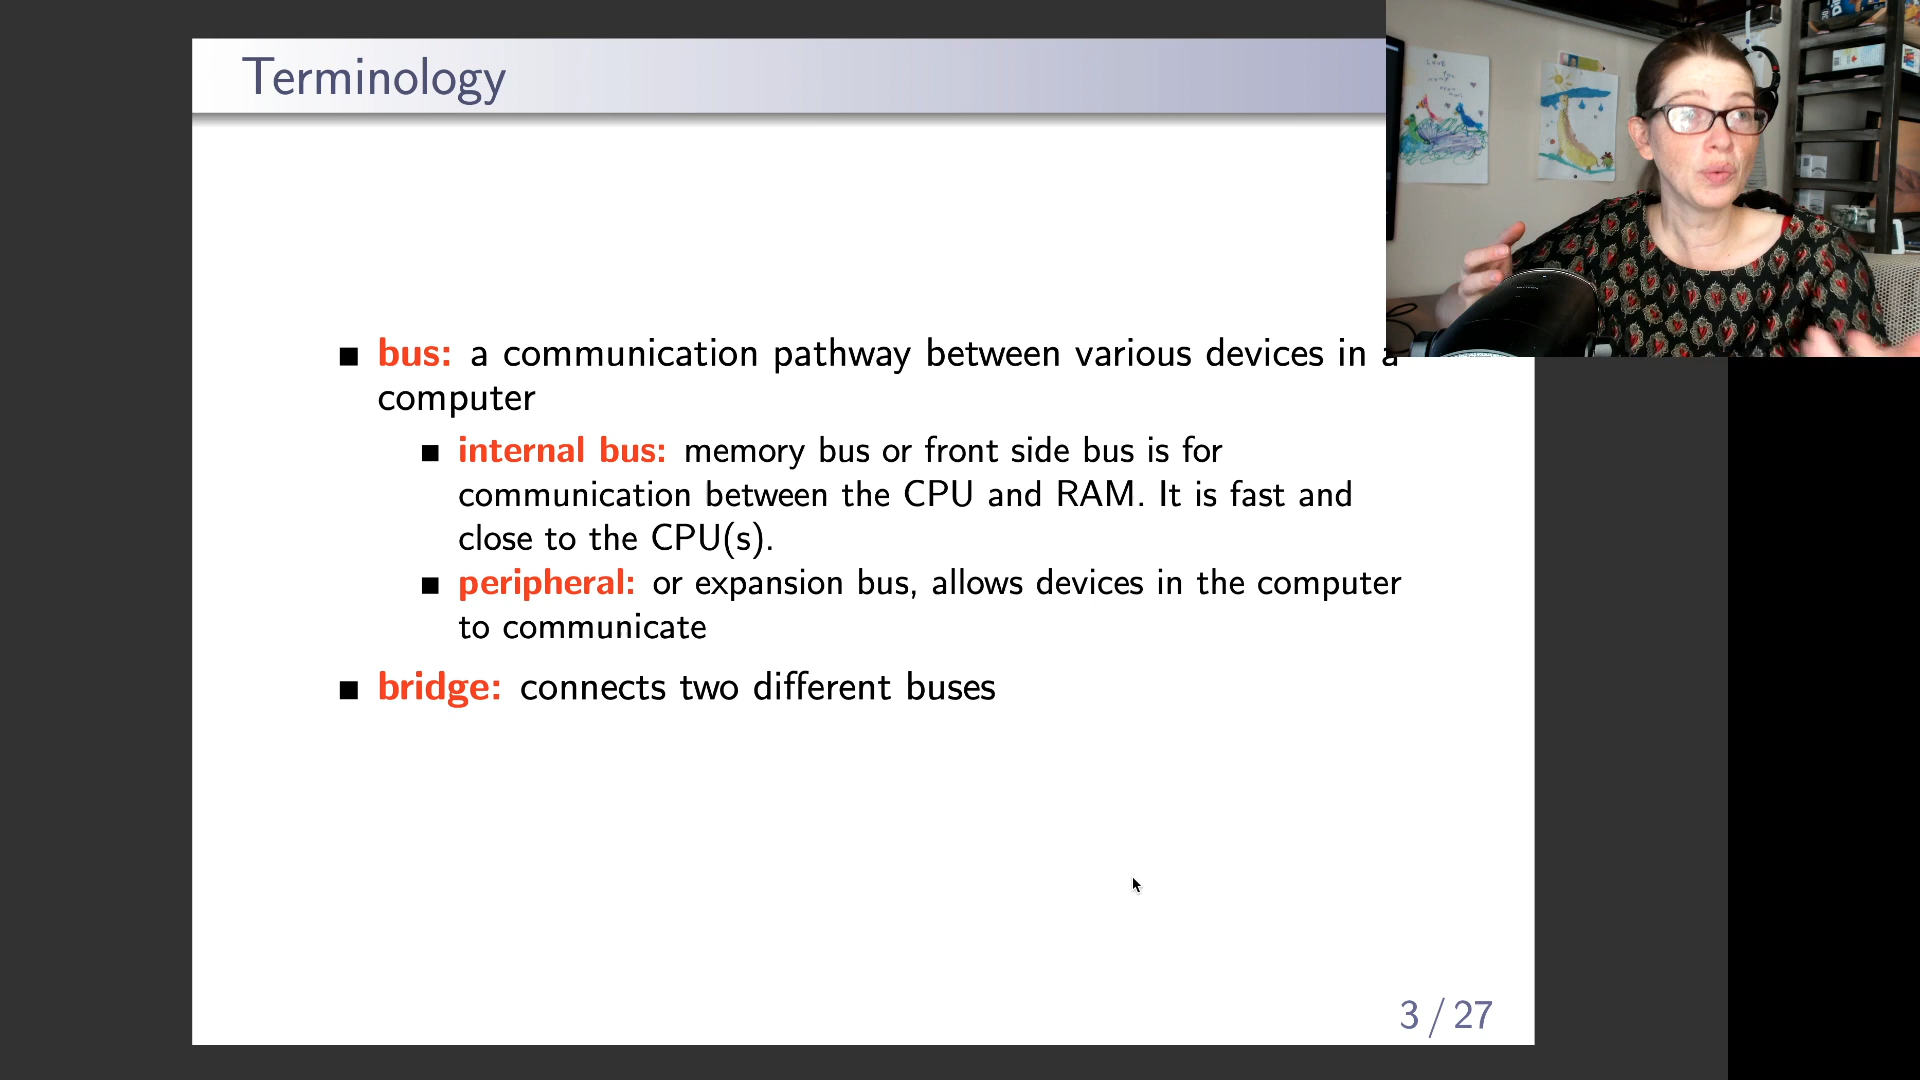 Terminology
bus: a communication pathway between various devices in a
computer
internal bus: memory bus or front side bus is for
communication between the CPU and RAM. It is fast and
close to the CPU(s).
peripheral: or expansion bus, allows devices in the computer
to communicate
bridge: connects two different buses
3 / 27